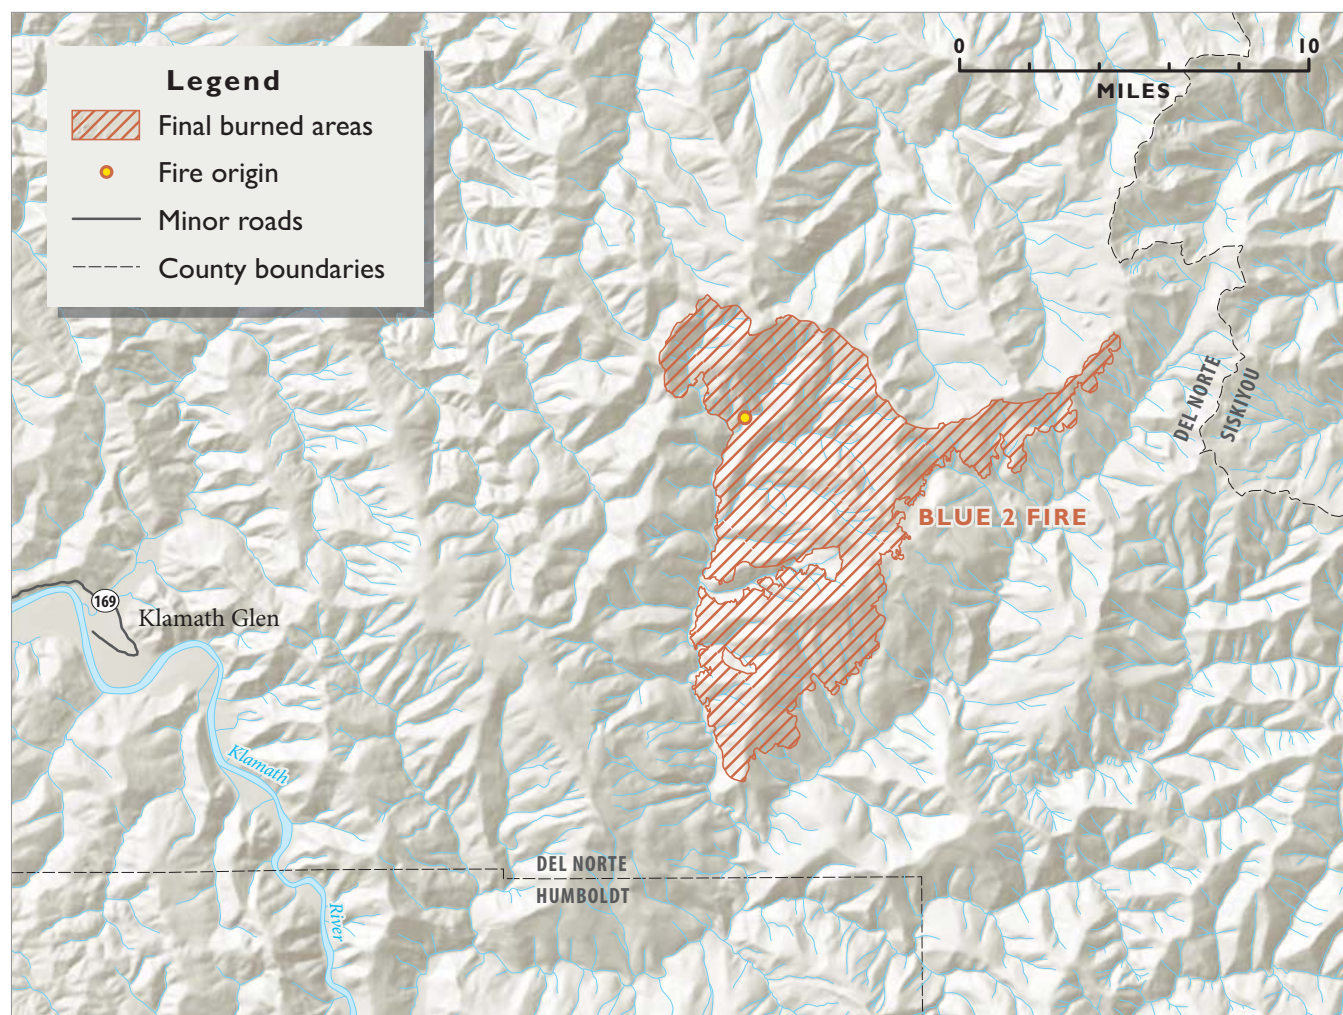 Legend
Final burned areas
Fire origin
Minor roads
County boundaries
0 10
MILES
DEL NORTE
SISKIYOU
BLUE 2 FIRE
169
Klamath Glen
Klamath
River
DEL NORTE
HUMBOLDT